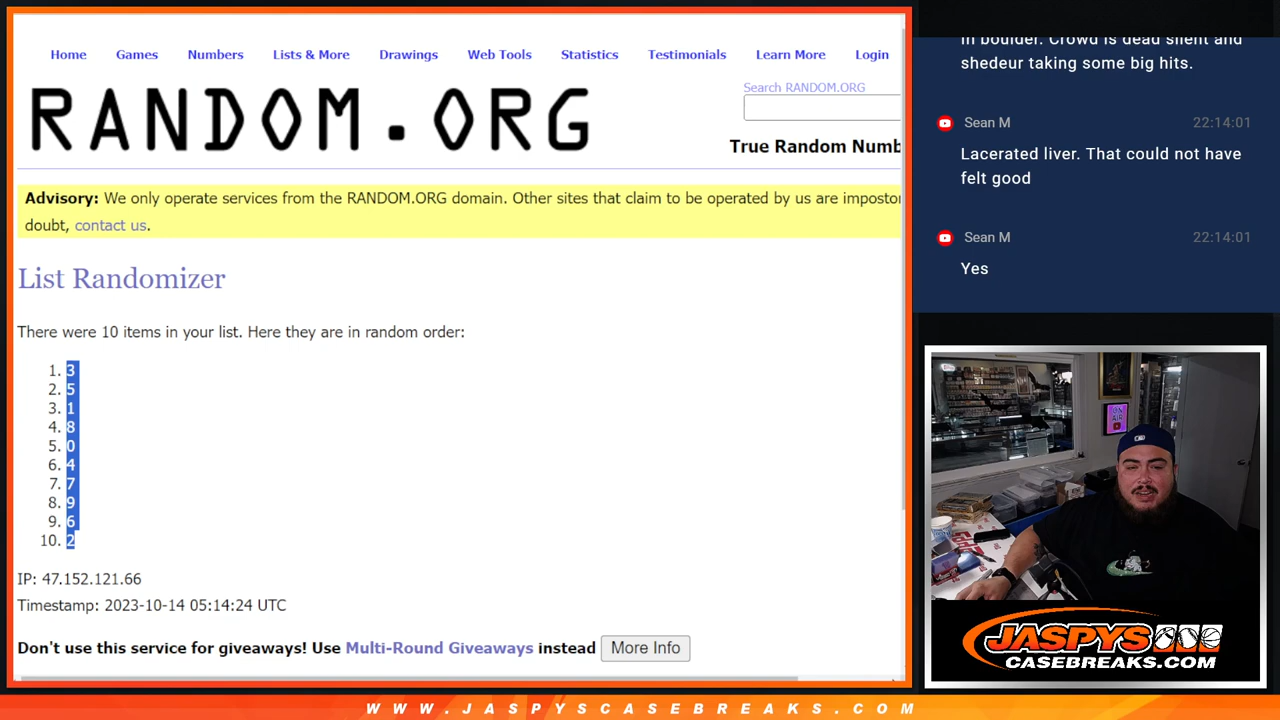 Home Games Numbers Lists & More Drawings Web Tools Statistics Testimonials Learn More Login
RANDOM.ORG
Search RANDOM.ORG
True Random Numb
Advisory: We only operate services from the RANDOM.ORG domain. Other sites that claim to be operated by us are impostor
doubt, contact us.
List Randomizer
There were 10 items in your list. Here they are in random order:
1. 3
2. 5
3. 1
4. 8
5. 0
6. 4
7. 7
8. 9
9. 6
10. 2
IP: 47.152.121.66
Timestamp: 2023-10-14 05:14:24 UTC
Don't use this service for giveaways! Use Multi-Round Giveaways instead More Info
in boulder. Crowd is dead silent and
shedeur taking some big hits.
Sean M 22:14:01
Lacerated liver. That could not have
felt good
Sean M 22:14:01
Yes
ON
AIR
JASPYS
CASEBREAKS.COM
WWW.JASPYSCASEBREAKS.COM